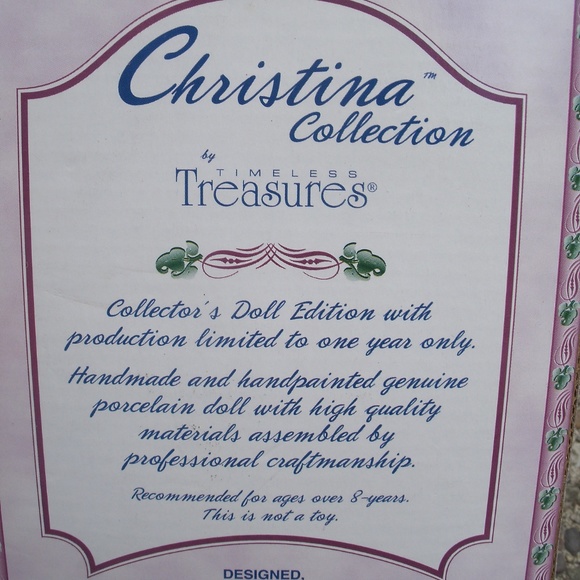 Christina™
Collection
by
TIMELESS
Treasures®
Collector's Doll Edition with
production limited to one year only.
Handmade and handpainted genuine
porcelain doll with high quality
materials assembled by
professional craftmanship.
Recommended for ages over 8-years.
This is not a toy.
DESIGNED,